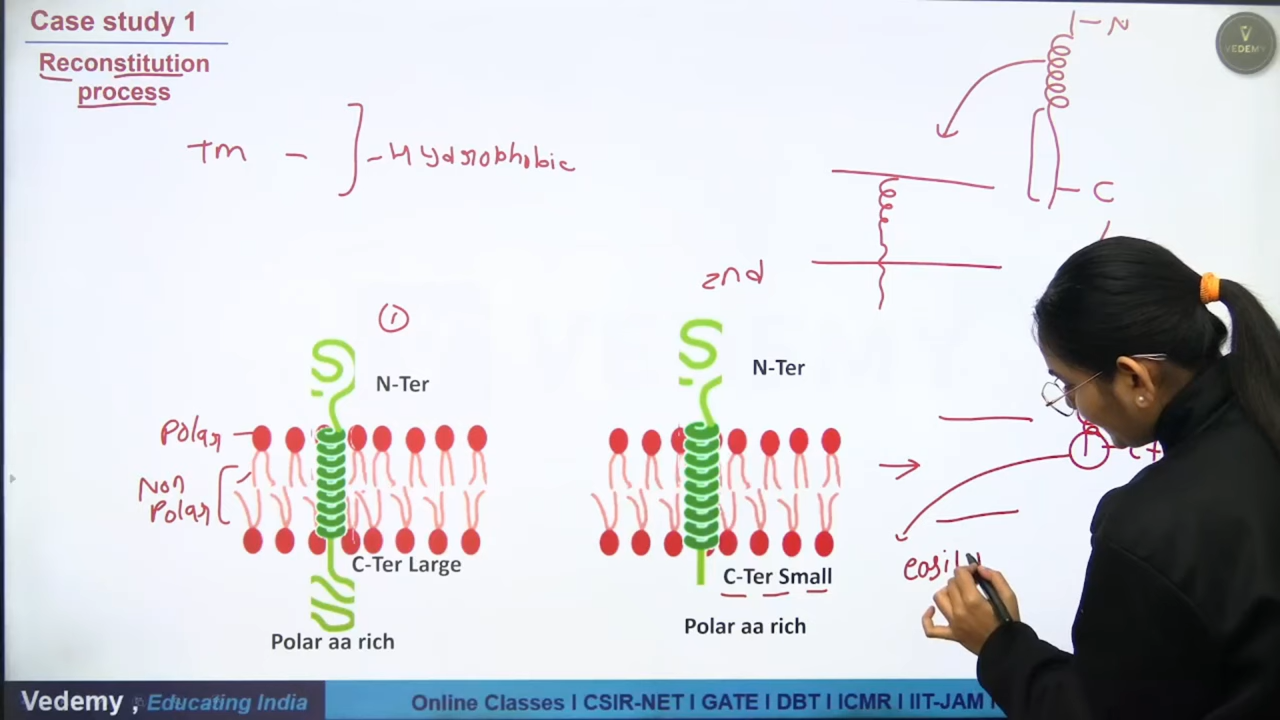 Case study 1
Reconstitution
process
VEDEMY
N
Tm - ] - Hydrophobic
C
2nd
1
N-Ter
N-Ter
Polar
Non
Polar
C-Ter Large
C-Ter Small
easily
Polar aa rich
Polar aa rich
Vedemy , Educating India
Online Classes I CSIR-NET I GATE I DBT I ICMR I IIT-JAM I